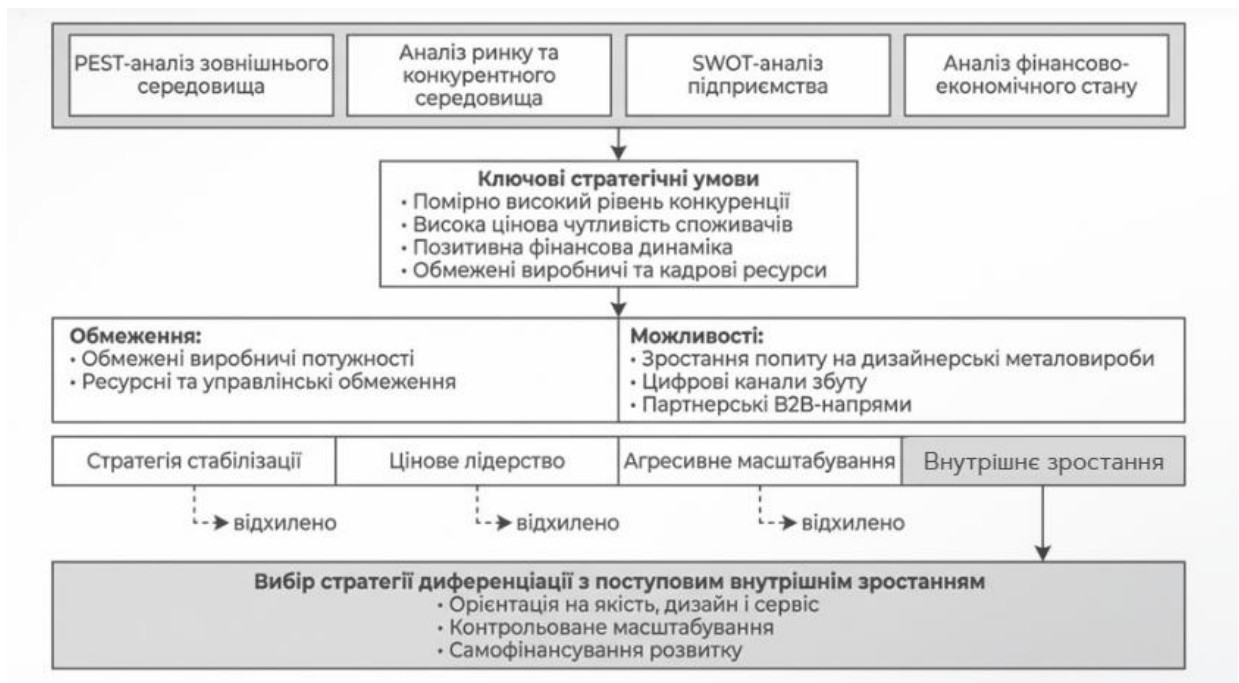 PEST-аналіз зовнішнього
середовища
Аналіз ринку та
конкурентного
середовища
SWOT-аналіз
підприємства
Аналіз фінансово-
економічного стану
Ключові стратегічні умови
• Помірно високий рівень конкуренції
• Висока цінова чутливість споживачів
• Позитивна фінансова динаміка
• Обмежені виробничі та кадрові ресурси
Обмеження:
• Обмежені виробничі потужності
• Ресурсні та управлінські обмеження
Можливості:
• Зростання попиту на дизайнерські металовироби
• Цифрові канали збуту
• Партнерські B2B-напрями
Стратегія стабілізації
Цінове лідерство
Агресивне масштабування
Внутрішнє зростання
відхилено
відхилено
відхилено
Вибір стратегії диференціації з поступовим внутрішнім зростанням
• Орієнтація на якість, дизайн і сервіс
• Контрольоване масштабування
• Самофінансування розвитку